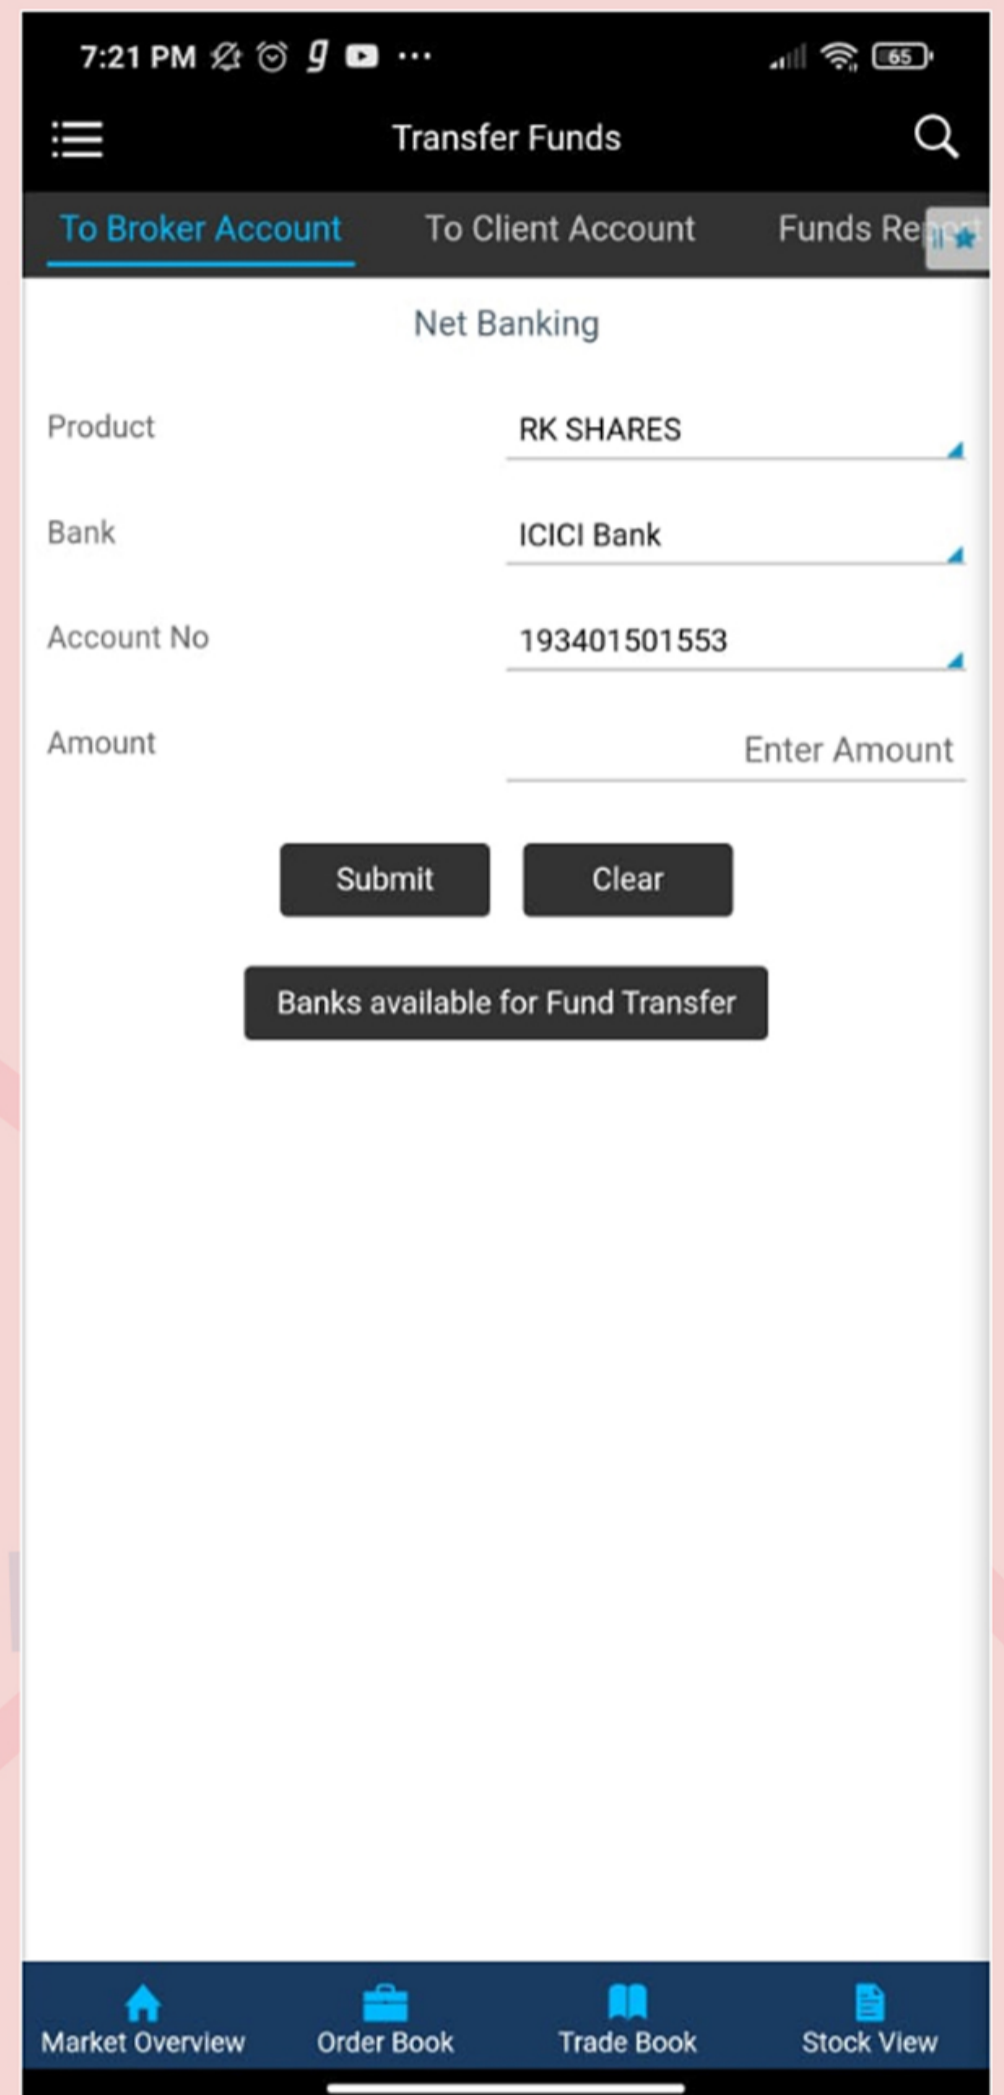 7:21 PM g ...
65
Transfer Funds
To Broker Account To Client Account Funds Report
Net Banking
Product RK SHARES
Bank ICICI Bank
Account No 193401501553
Amount Enter Amount
Submit Clear
Banks available for Fund Transfer
Market Overview Order Book Trade Book Stock View